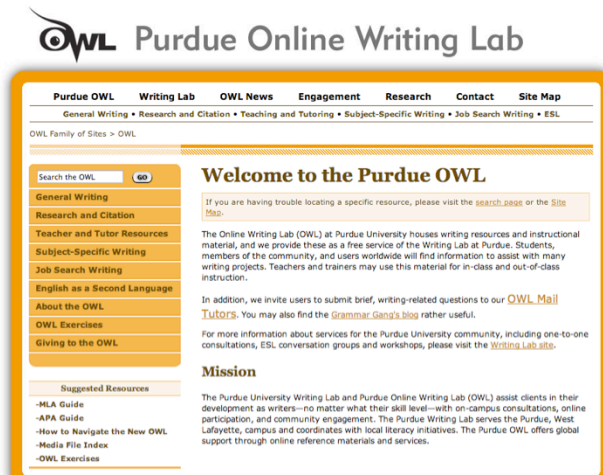 OWL Purdue Online Writing Lab
Purdue OWL Writing Lab OWL News Engagement Research Contact Site Map
General Writing • Research and Citation • Teaching and Tutoring • Subject-Specific Writing • Job Search Writing • ESL
OWL Family of Sites > OWL
Search the OWL GO
General Writing
Research and Citation
Teacher and Tutor Resources
Subject-Specific Writing
Job Search Writing
English as a Second Language
About the OWL
OWL Exercises
Giving to the OWL
Suggested Resources
-MLA Guide
-APA Guide
-How to Navigate the New OWL
-Media File Index
-OWL Exercises
Welcome to the Purdue OWL
If you are having trouble locating a specific resource, please visit the search page or the Site
Map.
The Online Writing Lab (OWL) at Purdue University houses writing resources and instructional
material, and we provide these as a free service of the Writing Lab at Purdue. Students,
members of the community, and users worldwide will find information to assist with many
writing projects. Teachers and trainers may use this material for in-class and out-of-class
instruction.
In addition, we invite users to submit brief, writing-related questions to our OWL Mail
Tutors. You may also find the Grammar Gang's blog rather useful.
For more information about services for the Purdue University community, including one-to-one
consultations, ESL conversation groups and workshops, please visit the Writing Lab site.
Mission
The Purdue University Writing Lab and Purdue Online Writing Lab (OWL) assist clients in their
development as writers—no matter what their skill level—with on-campus consultations, online
participation, and community engagement. The Purdue Writing Lab serves the Purdue, West
Lafayette, campus and coordinates with local literacy initiatives. The Purdue OWL offers global
support through online reference materials and services.